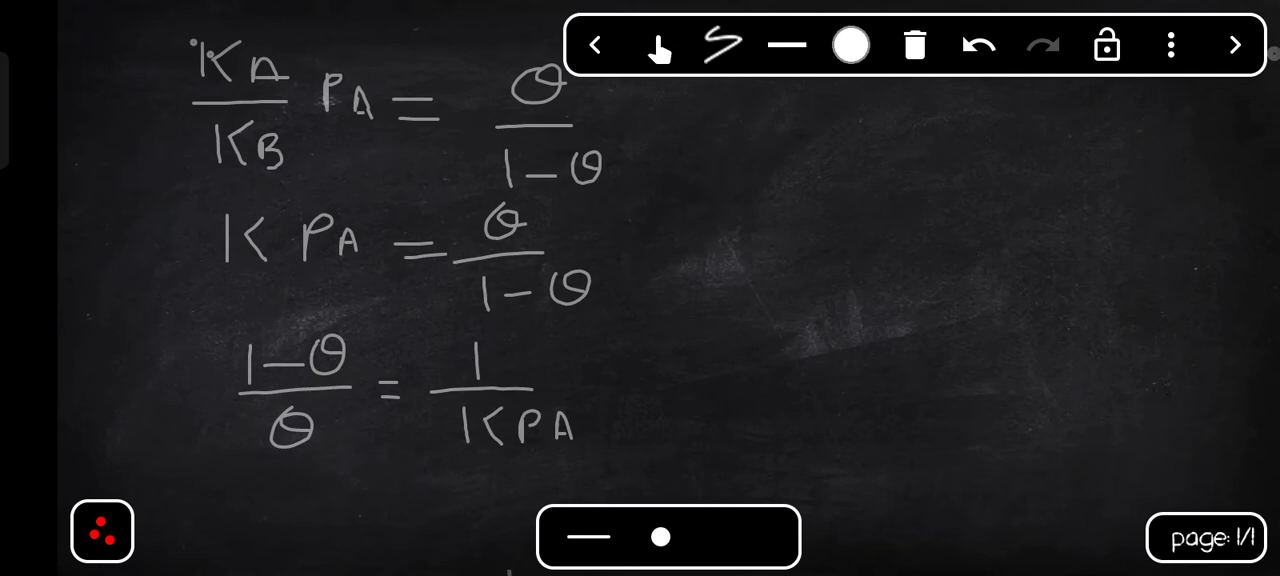 KA/KB PA = θ/1-θ
K PA = θ/1-θ
1-θ/θ = 1/KPA
page: 1/1